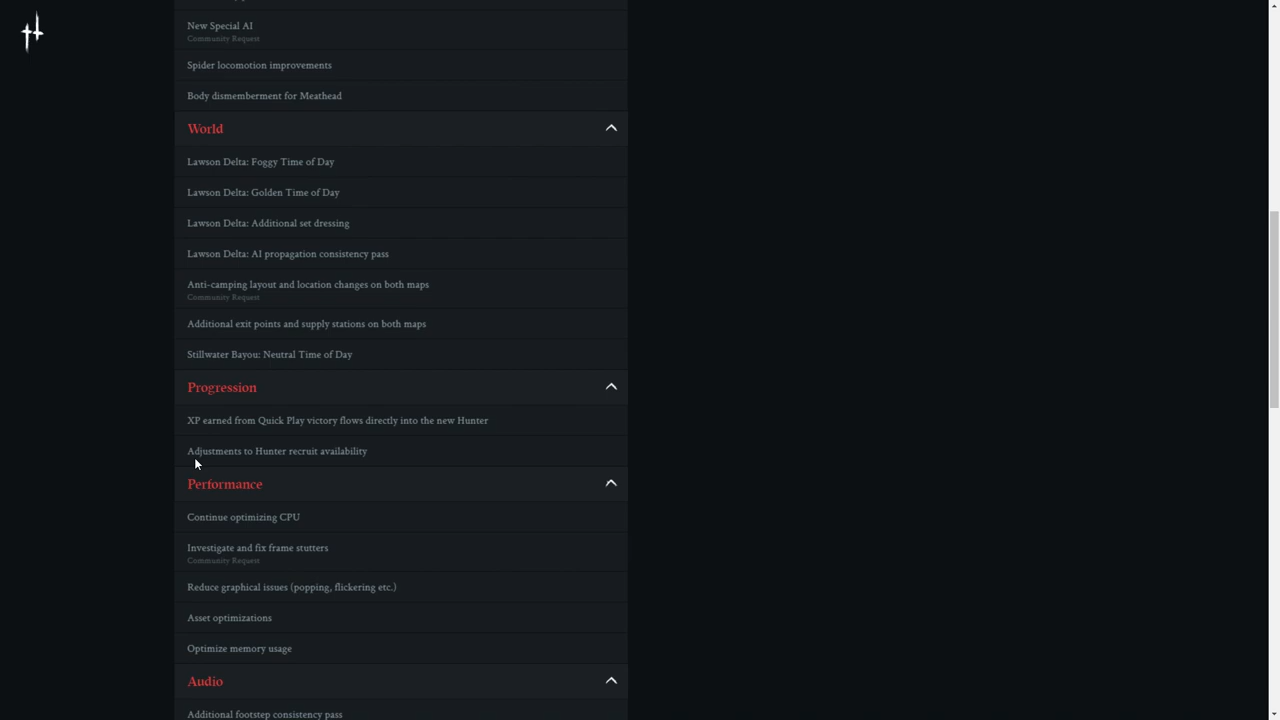 New Special AI
Community Request
Spider locomotion improvements
Body dismemberment for Meathead
World
Lawson Delta: Foggy Time of Day
Lawson Delta: Golden Time of Day
Lawson Delta: Additional set dressing
Lawson Delta: AI propagation consistency pass
Anti-camping layout and location changes on both maps
Community Request
Additional exit points and supply stations on both maps
Stillwater Bayou: Neutral Time of Day
Progression
XP earned from Quick Play victory flows directly into the new Hunter
Adjustments to Hunter recruit availability
Performance
Continue optimizing CPU
Investigate and fix frame stutters
Community Request
Reduce graphical issues (popping, flickering etc.)
Asset optimizations
Optimize memory usage
Audio
Additional footstep consistency pass